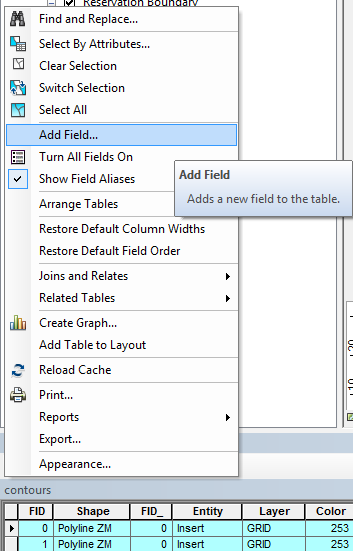 Reservation Boundary
Find and Replace...
Select By Attributes...
Clear Selection
Switch Selection
Select All
Add Field...
Turn All Fields On
Show Field Aliases
Add Field
Adds a new field to the table.
Arrange Tables
Restore Default Column Widths
Restore Default Field Order
Joins and Relates
Related Tables
Create Graph...
Add Table to Layout
Reload Cache
Print...
Reports
Export...
Appearance...
contours
FID Shape FID_ Entity Layer Color
0 Polyline ZM 0 Insert GRID 253
1 Polyline ZM 0 Insert GRID 253